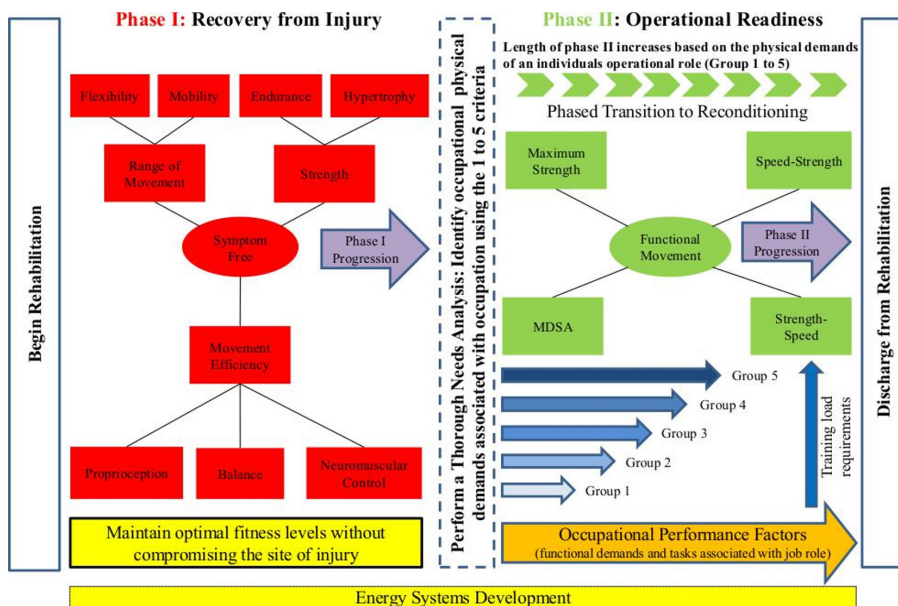 Phase I: Recovery from Injury
Begin Rehabilitation
Flexibility
Mobility
Endurance
Hypertrophy
Range of
Movement
Strength
Symptom
Free
Phase I
Progression
Movement
Efficiency
Proprioception
Balance
Neuromuscular
Control
Maintain optimal fitness levels without
compromising the site of injury
Perform a Thorough Needs Analysis: Identify occupational physical
demands associated with occupation using the 1 to 5 criteria
Phase II: Operational Readiness
Length of phase II increases based on the physical demands
of an individuals operational role (Group 1 to 5)
Phased Transition to Reconditioning
Maximum
Strength
Speed-Strength
Functional
Movement
Phase II
Progression
MDSA
Strength-
Speed
Group 5
Group 4
Group 3
Group 2
Group 1
Training load
requirements
Occupational Performance Factors
(functional demands and tasks associated with job role)
Discharge from Rehabilitation
Energy Systems Development